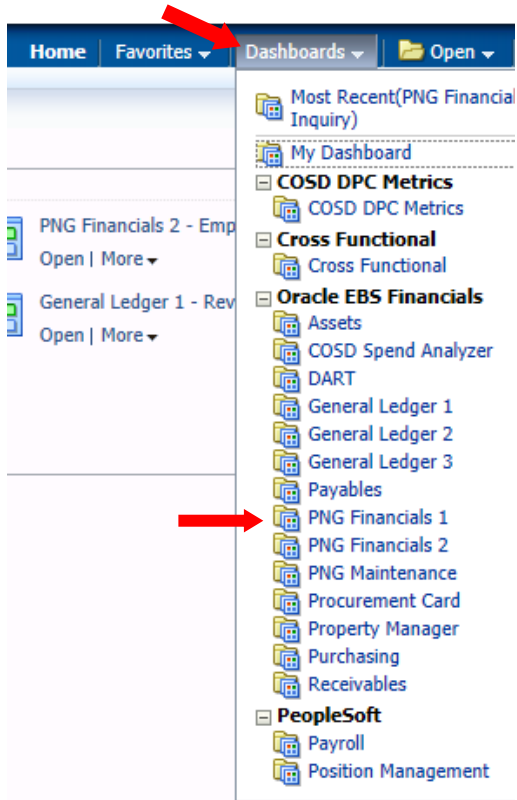 Home Favorites Dashboards Open
Most Recent(PNG Financial
Inquiry)
My Dashboard
COSD DPC Metrics
COSD DPC Metrics
Cross Functional
Cross Functional
Oracle EBS Financials
Assets
COSD Spend Analyzer
DART
General Ledger 1
General Ledger 2
General Ledger 3
Payables
PNG Financials 1
PNG Financials 2
PNG Maintenance
Procurement Card
Property Manager
Purchasing
Receivables
PeopleSoft
Payroll
Position Management
PNG Financials 2 - Emp
Open | More
General Ledger 1 - Rev
Open | More